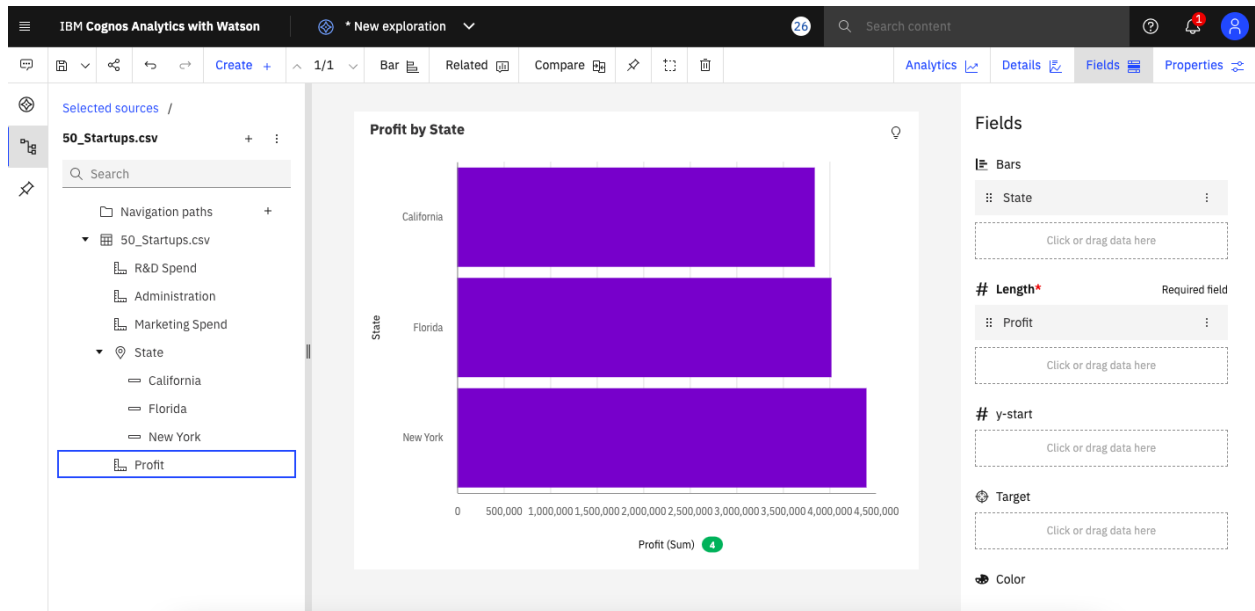 IBM Cognos Analytics with Watson
* New exploration
26
Search content
1
Create +
1/1
Bar
Related
Compare
Analytics
Details
Fields
Properties
Selected sources /
50_Startups.csv
Search
Navigation paths
50_Startups.csv
R&D Spend
Administration
Marketing Spend
State
California
Florida
New York
Profit
Profit by State
California
Florida
New York
State
0 500,000 1,000,000 1,500,000 2,000,000 2,500,000 3,000,000 3,500,000 4,000,000 4,500,000
Profit (Sum) 4
Fields
Bars
State
Click or drag data here
# Length* Required field
Profit
Click or drag data here
# y-start
Click or drag data here
Target
Click or drag data here
Color